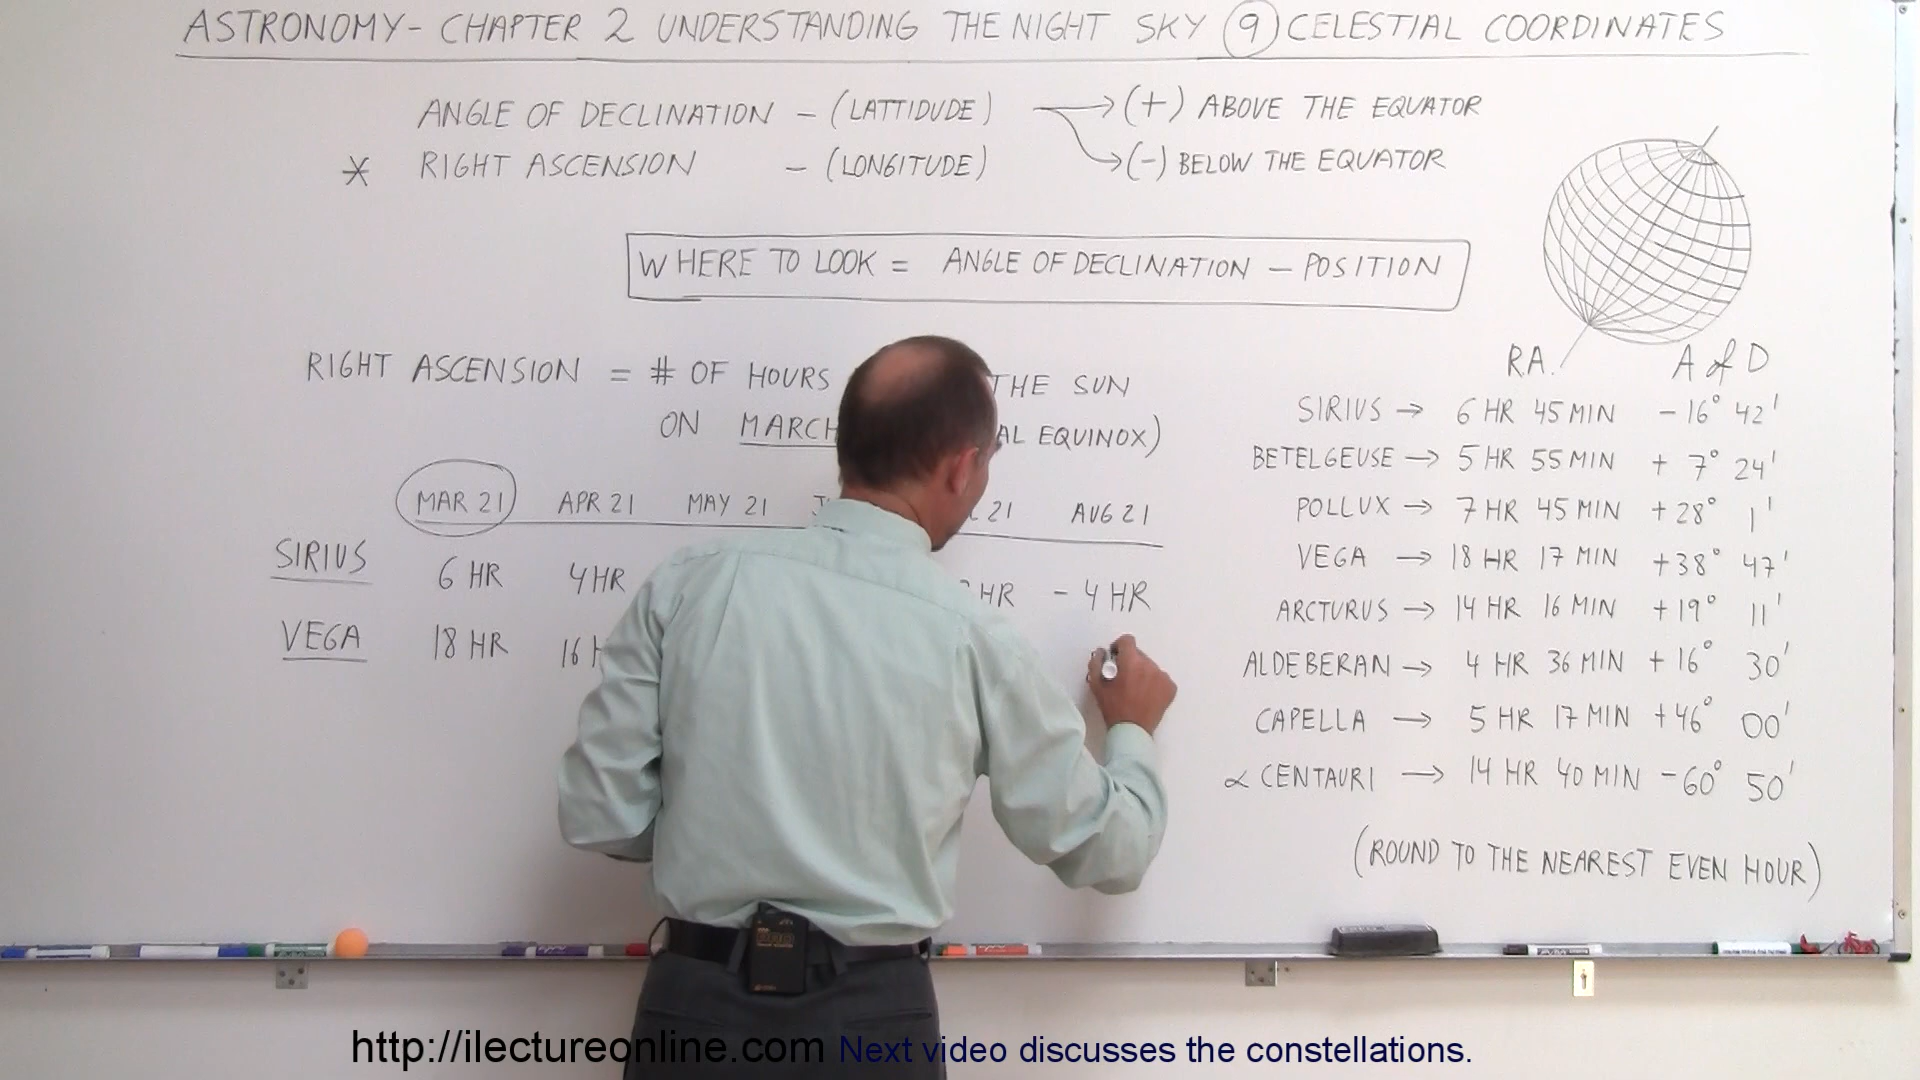 ASTRONOMY - CHAPTER 2 UNDERSTANDING THE NIGHT SKY 9 CELESTIAL COORDINATES
ANGLE OF DECLINATION - (LATTIDUDE) → (+) ABOVE THE EQUATOR
* RIGHT ASCENSION - (LONGITUDE) → (-) BELOW THE EQUATOR
WHERE TO LOOK = ANGLE OF DECLINATION - POSITION
RIGHT ASCENSION = # OF HOURS THE SUN
ON MARCH AL EQUINOX)
MAR 21 APR 21 MAY 21 21 AUG 21
SIRIUS 6 HR 4 HR HR - 4 HR
VEGA 18 HR 16 H
R.A. A of D
SIRIUS → 6 HR 45 MIN - 16° 42'
BETELGEUSE → 5 HR 55 MIN + 7° 24'
POLLUX → 7 HR 45 MIN + 28° 1'
VEGA → 18 HR 17 MIN + 38° 47'
ARCTURUS → 14 HR 16 MIN + 19° 11'
ALDEBERAN → 4 HR 36 MIN + 16° 30'
CAPELLA → 5 HR 17 MIN + 46° 00'
α CENTAURI → 14 HR 40 MIN - 60° 50'
(ROUND TO THE NEAREST EVEN HOUR)
http://ilectureonline.com Next video discusses the constellations.